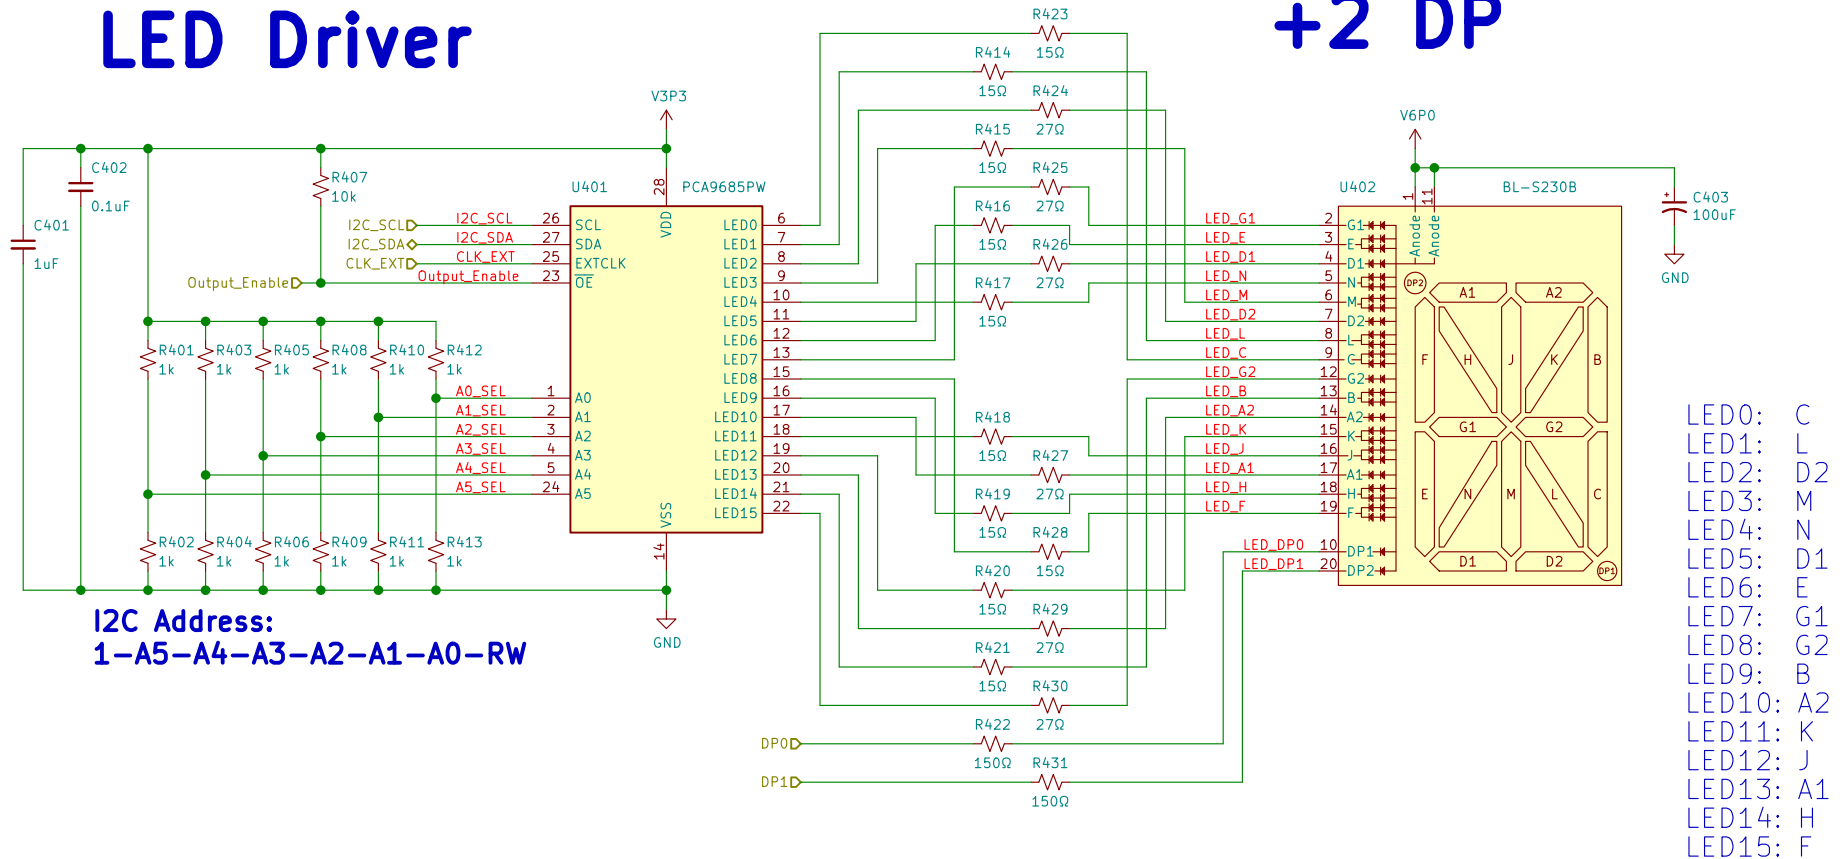 LED Driver
+2 DP
V3P3
V6P0
C402
0.1uF
C401
1uF
R407
10k
I2C_SCL
I2C_SDA
CLK_EXT
Output_Enable
I2C_SCL
I2C_SDA
CLK_EXT
Output_Enable
R401
1k
R403
1k
R405
1k
R408
1k
R410
1k
R412
1k
A0_SEL
A1_SEL
A2_SEL
A3_SEL
A4_SEL
A5_SEL
R402
1k
R404
1k
R406
1k
R409
1k
R411
1k
R413
1k
I2C Address:
1-A5-A4-A3-A2-A1-A0-RW
U401
PCA9685PW
28
VDD
26 SCL
27 SDA
25 EXTCLK
23 OE
1 A0
2 A1
3 A2
4 A3
5 A4
24 A5
LED0 6
LED1 7
LED2 8
LED3 9
LED4 10
LED5 11
LED6 12
LED7 13
LED8 15
LED9 16
LED10 17
LED11 18
LED12 19
LED13 20
LED14 21
LED15 22
VSS
14
GND
R423
15Ω
R414
15Ω
R424
27Ω
R415
15Ω
R425
27Ω
R416
15Ω
R426
27Ω
R417
15Ω
R418
15Ω
R427
27Ω
R419
15Ω
R428
15Ω
R420
15Ω
R429
27Ω
R421
15Ω
R430
27Ω
R422
150Ω
R431
150Ω
DP0
DP1
LED_G1 2 G1
LED_E 3 E
LED_D1 4 D1
LED_N 5 N
LED_M 6 M
LED_D2 7 D2
LED_L 8 L
LED_C 9 C
LED_G2 12 G2
LED_B 13 B
LED_A2 14 A2
LED_K 15 K
LED_J 16 J
LED_A1 17 A1
LED_H 18 H
LED_F 19 F
LED_DP0 10 DP1
LED_DP1 20 DP2
U402
BL-S230B
1
11
Anode
Anode
DP2
A1
A2
F
H
J
K
B
G1
G2
E
N
M
L
C
D1
D2
DP1
+
C403
100uF
GND
LED0: C
LED1: L
LED2: D2
LED3: M
LED4: N
LED5: D1
LED6: E
LED7: G1
LED8: G2
LED9: B
LED10: A2
LED11: K
LED12: J
LED13: A1
LED14: H
LED15: F